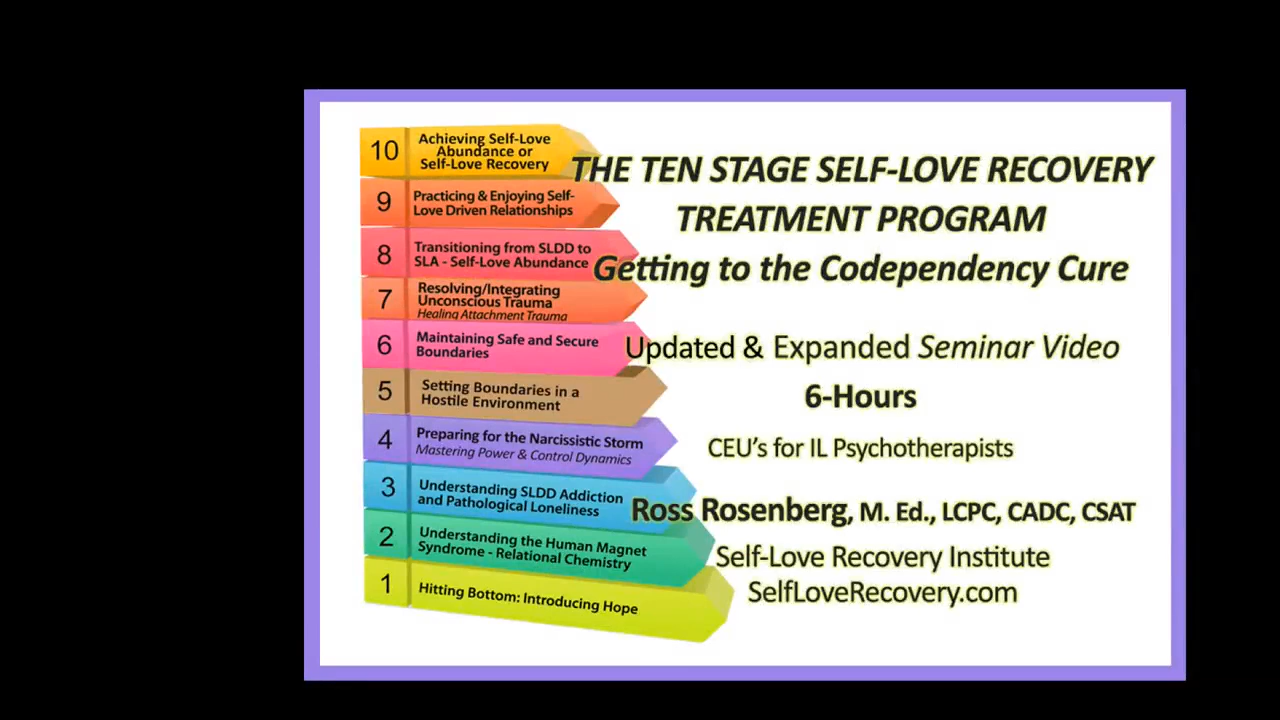 10
Achieving Self-Love
Abundance or
Self-Love Recovery
9
Practicing & Enjoying Self-
Love Driven Relationships
8
Transitioning from SLDD to
SLA - Self-Love Abundance
7
Resolving/Integrating
Unconscious Trauma
Healing Attachment Trauma
6
Maintaining Safe and Secure
Boundaries
5
Setting Boundaries in a
Hostile Environment
4
Preparing for the Narcissistic Storm
Mastering Power & Control Dynamics
3
Understanding SLDD Addiction
and Pathological Loneliness
2
Understanding the Human Magnet
Syndrome - Relational Chemistry
1
Hitting Bottom: Introducing Hope
THE TEN STAGE SELF-LOVE RECOVERY
TREATMENT PROGRAM
Getting to the Codependency Cure
Updated & Expanded Seminar Video
6-Hours
CEU's for IL Psychotherapists
Ross Rosenberg, M. Ed., LCPC, CADC, CSAT
Self-Love Recovery Institute
SelfLoveRecovery.com